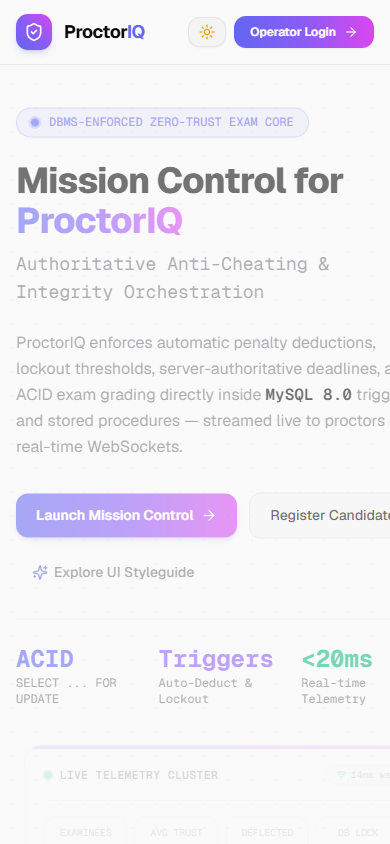 ProctorIQ
Operator Login
DBMS-ENFORCED ZERO-TRUST EXAM CORE
Mission Control for
ProctorIQ
Authoritative Anti-Cheating &
Integrity Orchestration
ProctorIQ enforces automatic penalty deductions,
lockout thresholds, server-authoritative deadlines,
ACID exam grading directly inside MySQL 8.0
and stored procedures — streamed live to proctors
real-time WebSockets.
Launch Mission Control
Register
Explore UI Styleguide
ACID
Triggers
<20ms
SELECT ... FOR
UPDATE
Auto-Deduct &
Lockout
Real-time
Telemetry
LIVE TELEMETRY CLUSTER
14ms
EXAMINEES
AVG TRUST
DEFLECTED
DB LOCK